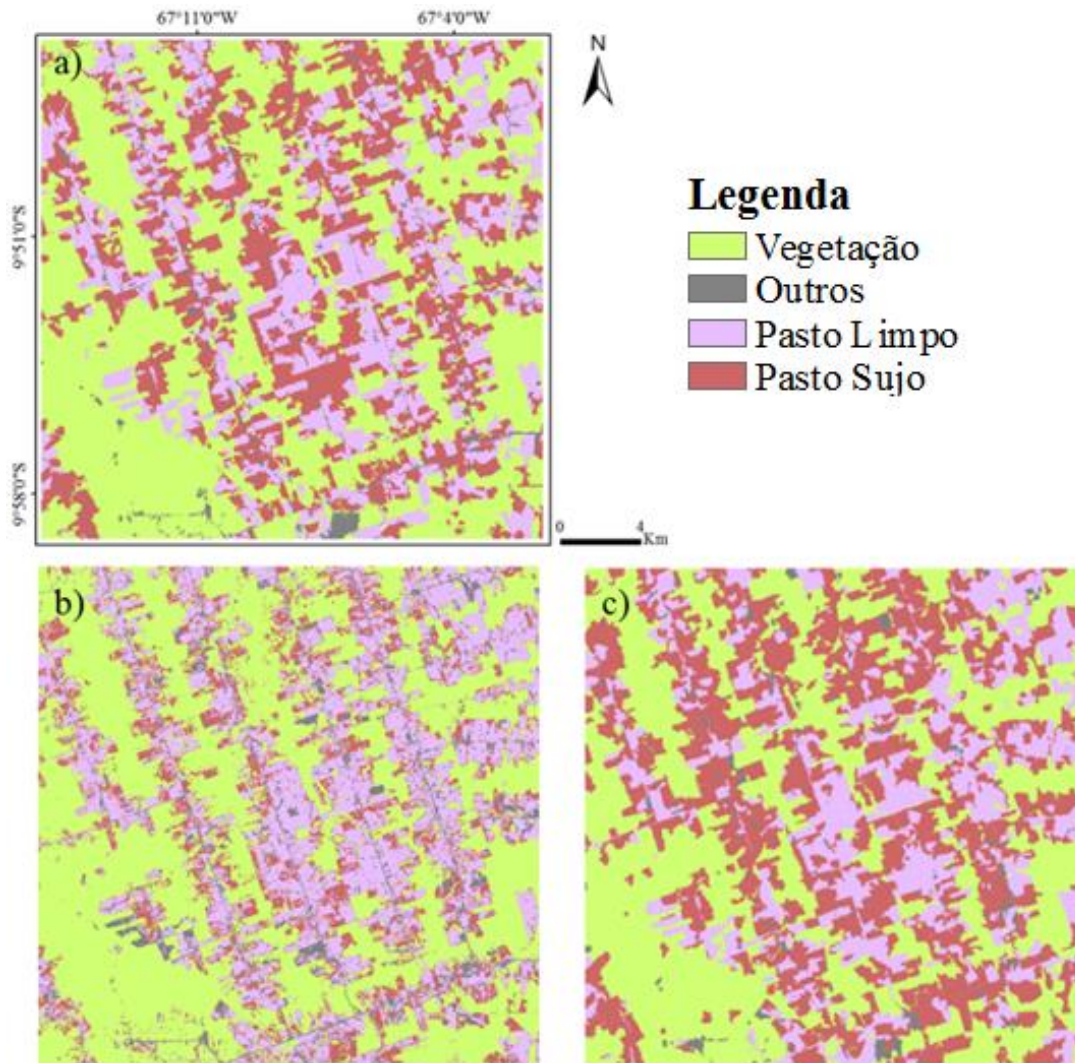 67°11'0"W
67°4'0"W
N
a)
9°51'0"S
9°58'0"S
Legenda
Vegetação
Outros
Pasto Limpo
Pasto Sujo
0 4
Km
b)
c)